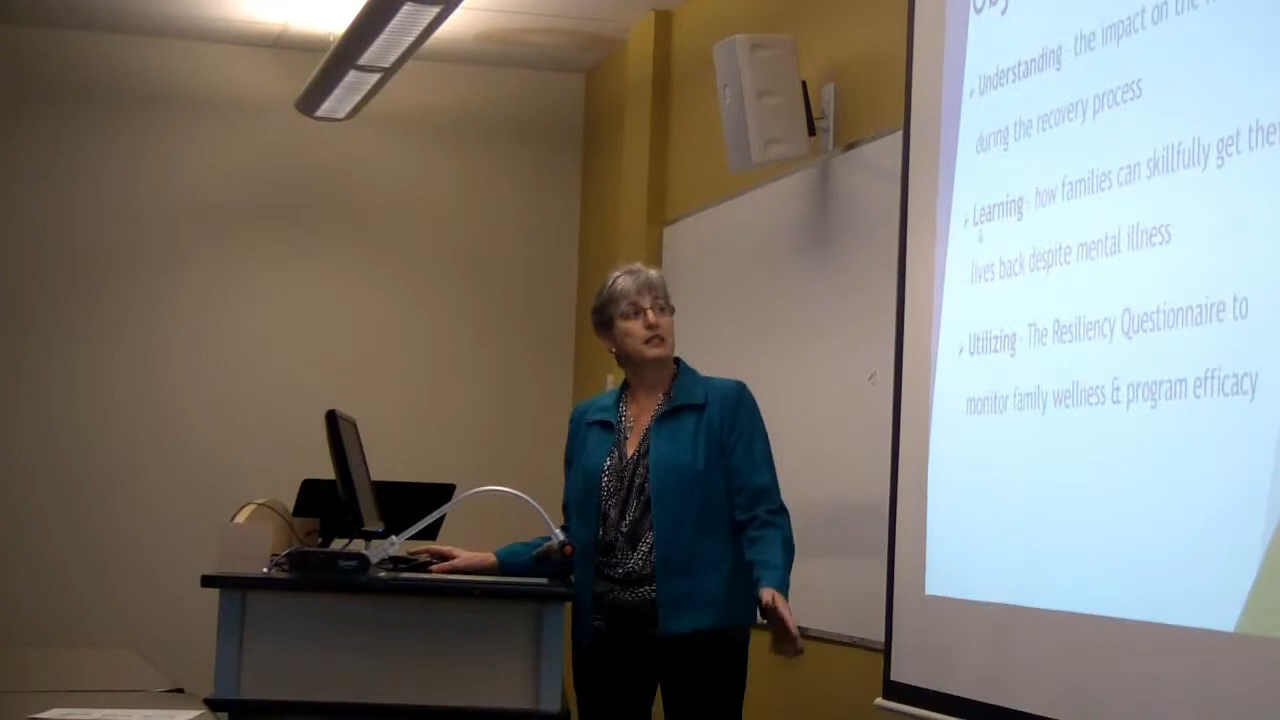 Understanding - the impact on the
during the recovery process
Learning - how families can skillfully get
lives back despite mental illness
Utilizing - The Resiliency Questionnaire to
monitor family wellness & program efficacy